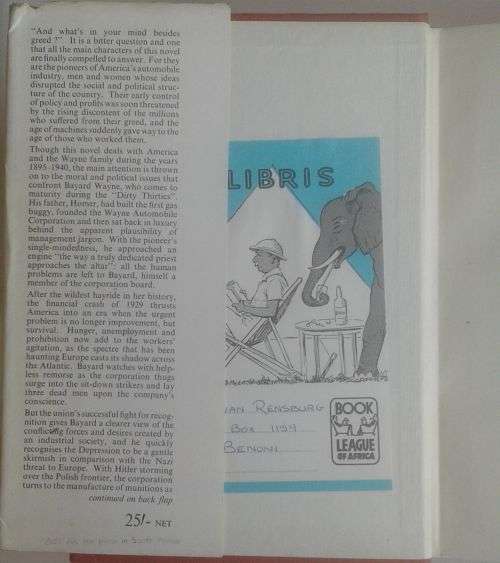 "And what's in your mind besides
greed?" It is a bitter question and one
that all the main characters of this novel
are finally compelled to answer. For they
are the pioneers of America's automobile
industry, men and women whose ideas
disrupted the social and political struc-
ture of the country. Their early control
of policy and profits was soon threatened
by the rising discontent of the millions
who suffered from their greed, and the
age of machines suddenly gave way to the
age of those who worked them.
Though this novel deals with America
and the Wayne family during the years
1895-1940, the main attention is thrown
on to the moral and political issues that
confront Bayard Wayne, who comes to
maturity during the "Dirty Thirties".
His father, Homer, had built the first gas
buggy, founded the Wayne Automobile
Corporation and then sat back in luxury
behind the apparent plausibility of
management jargon. With the pioneer's
single-mindedness, he approached an
engine "the way a truly dedicated priest
approaches the altar"; all the human
problems are left to Bayard, himself a
member of the corporation board.
After the wildest hayride in her history,
the financial crash of 1929 thrusts
America into an era when the urgent
problem is no longer improvement, but
survival. Hunger, unemployment and
prohibition now add to the workers'
agitation, as the spectre that has been
haunting Europe casts its shadow across
the Atlantic. Bayard watches with help-
less remorse as the corporation thugs
surge into the sit-down strikers and lay
three dead men upon the company's
conscience.
But the union's successful fight for recog-
nition gives Bayard a clearer view of the
conflicting forces and desires created by
an industrial society, and he quickly
recognises the Depression to be a gentle
skirmish in comparison with the Nazi
threat to Europe. With Hitler storming
over the Polish frontier, the corporation
turns to the manufacture of munitions as
continued on back flap
25/- NET
in South Africa
LIBRIS
VAN RENSBURG
BOX 1194
BENONI
BOOK
LEAGUE
OF AFRICA